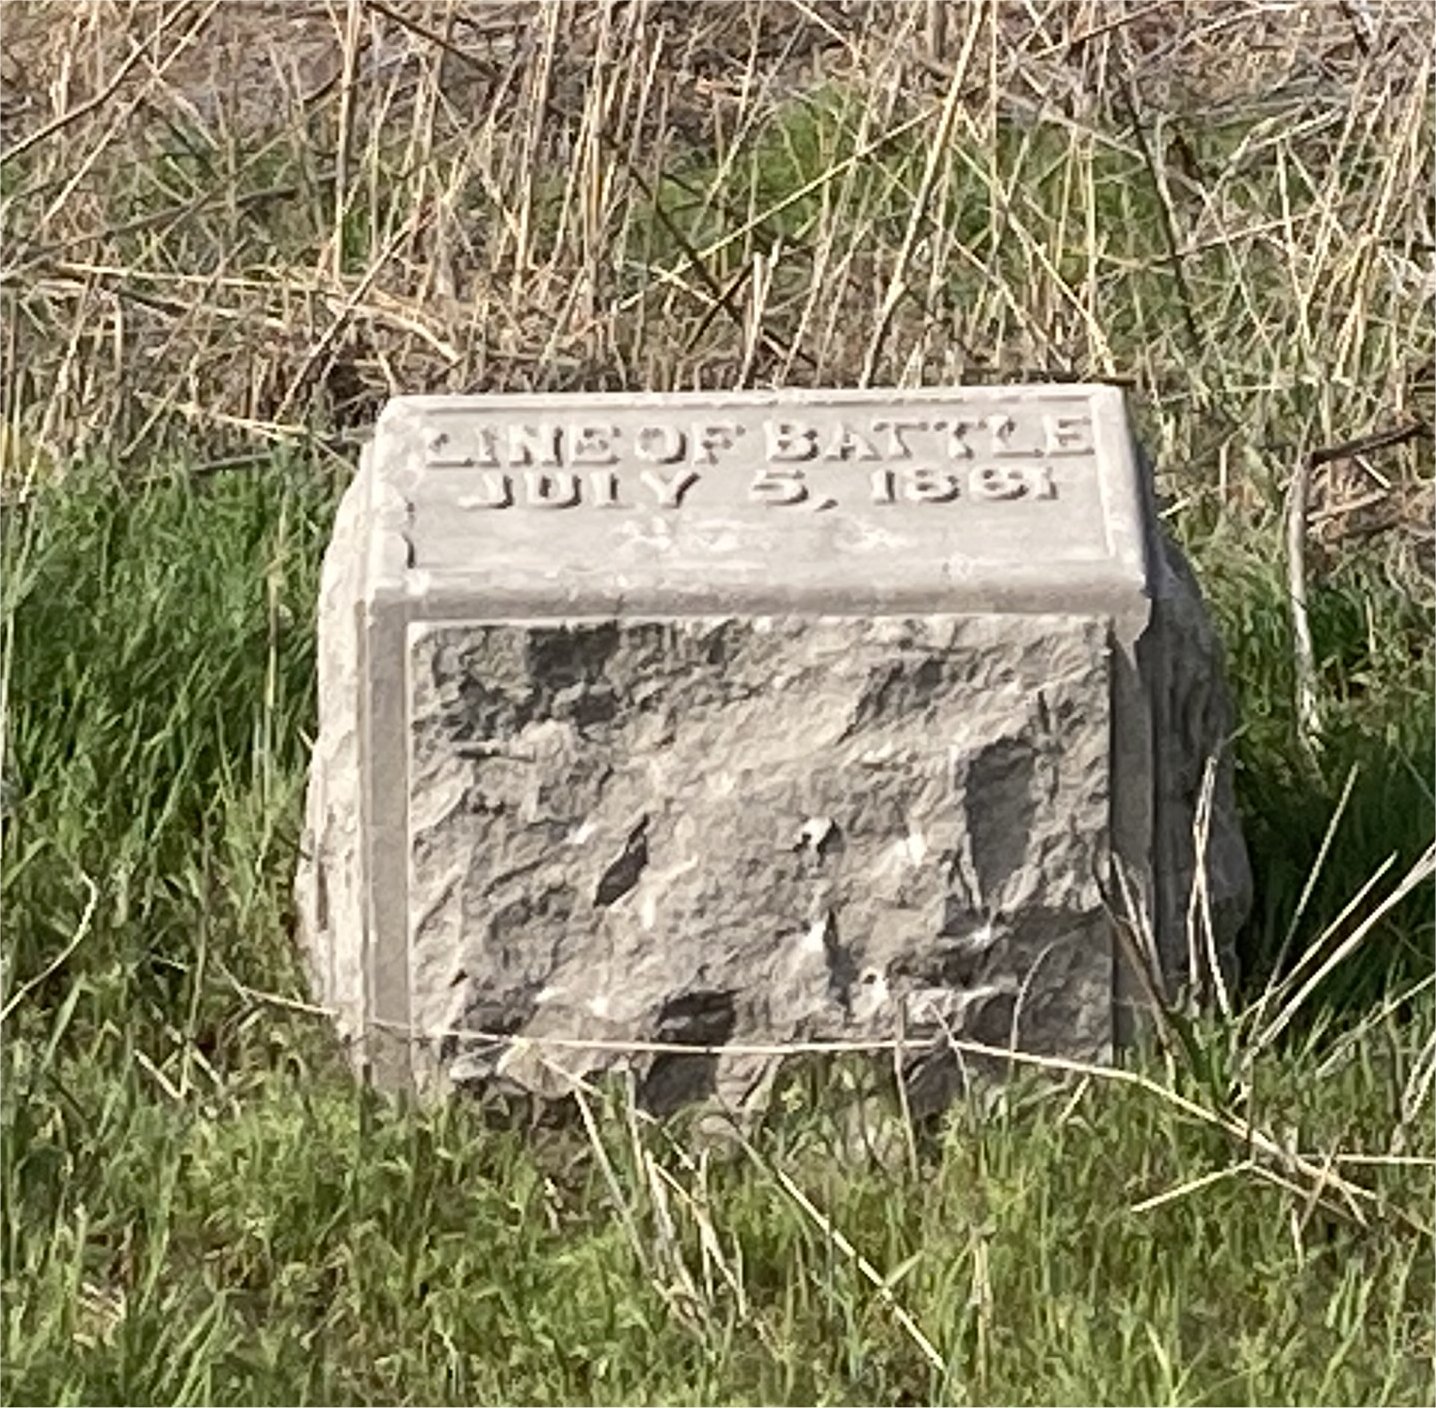 LINE OF BATTLE
JULY 5, 1861